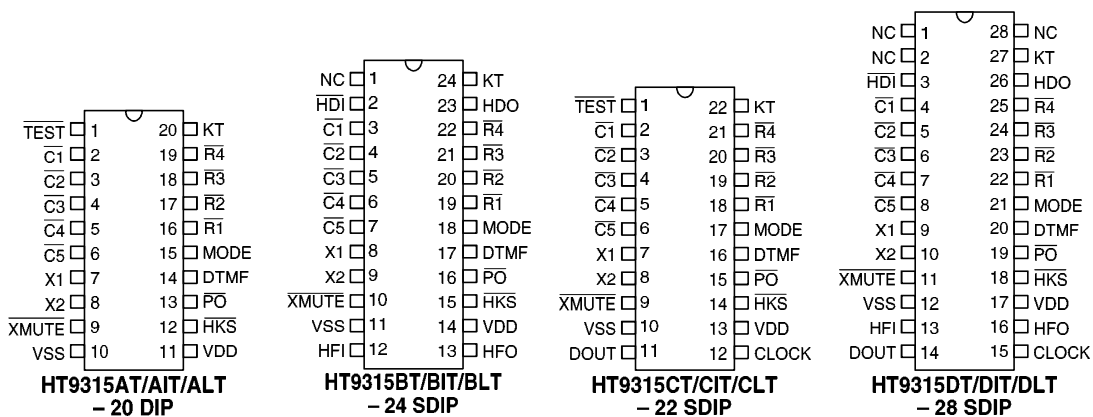 TEST 1 20 KT
C1 2 19 R4
C2 3 18 R3
C3 4 17 R2
C4 5 16 R1
C5 6 15 MODE
X1 7 14 DTMF
X2 8 13 PO
XMUTE 9 12 HKS
VSS 10 11 VDD
HT9315AT/AIT/ALT
– 20 DIP
NC 1 24 KT
HDI 2 23 HDO
C1 3 22 R4
C2 4 21 R3
C3 5 20 R2
C4 6 19 R1
C5 7 18 MODE
X1 8 17 DTMF
X2 9 16 PO
XMUTE 10 15 HKS
VSS 11 14 VDD
HFI 12 13 HFO
HT9315BT/BIT/BLT
– 24 SDIP
TEST 1 22 KT
C1 2 21 R4
C2 3 20 R3
C3 4 19 R2
C4 5 18 R1
C5 6 17 MODE
X1 7 16 DTMF
X2 8 15 PO
XMUTE 9 14 HKS
VSS 10 13 VDD
DOUT 11 12 CLOCK
HT9315CT/CIT/CLT
– 22 SDIP
NC 1 28 NC
NC 2 27 KT
HDI 3 26 HDO
C1 4 25 R4
C2 5 24 R3
C3 6 23 R2
C4 7 22 R1
C5 8 21 MODE
X1 9 20 DTMF
X2 10 19 PO
XMUTE 11 18 HKS
VSS 12 17 VDD
HFI 13 16 HFO
DOUT 14 15 CLOCK
HT9315DT/DIT/DLT
– 28 SDIP